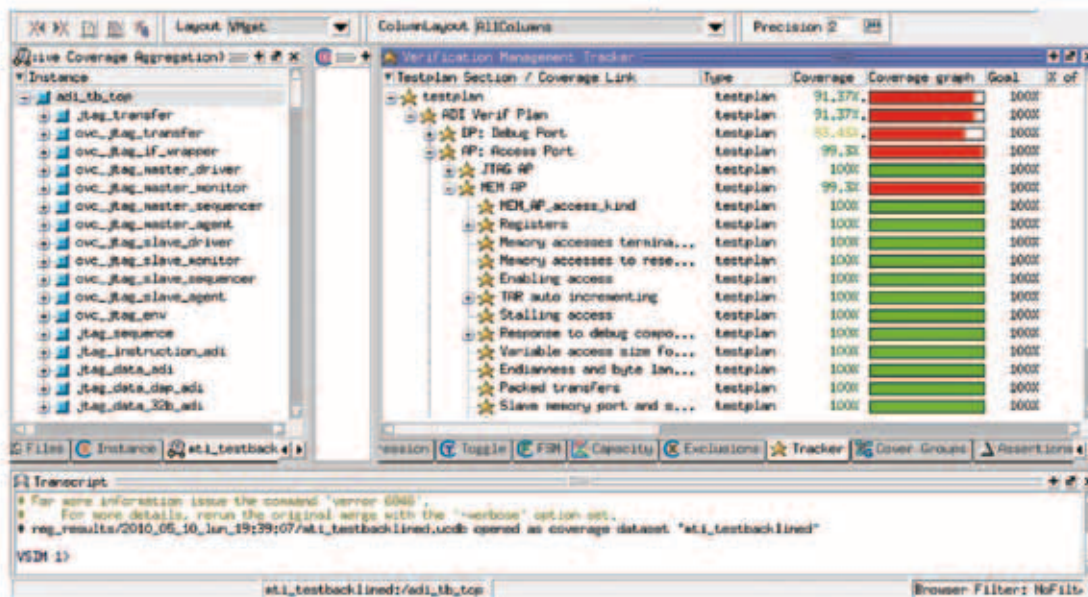 Layout VMgmt ColumnLayout AllColumns Precision 2
Coverage Aggregation)
Verification Management Tracker
Instance
Testplan Section / Coverage Link Type Coverage Coverage graph Goal % of
adi_tb_top
jtag_transfer
ovc_jtag_transfer
ovc_jtag_if_wrapper
ovc_jtag_master_driver
ovc_jtag_master_monitor
ovc_jtag_master_sequencer
ovc_jtag_master_agent
ovc_jtag_slave_driver
ovc_jtag_slave_monitor
ovc_jtag_slave_sequencer
ovc_jtag_slave_agent
ovc_jtag_env
jtag_sequence
jtag_instruction_adi
jtag_data_adi
jtag_data_dap_adi
jtag_data_32b_adi
testplan testplan 91.37%. 100%
ADI Verif Plan testplan 91.37%. 100%
DP: Debug Port testplan 100%
AP: Access Port testplan 99.3% 100%
JTAG AP testplan 100% 100%
MEM AP testplan 99.3% 100%
MEM_AP_access_kind testplan 100% 100%
Registers testplan 100% 100%
Memory accesses termina... testplan 100% 100%
Memory accesses to rese... testplan 100% 100%
Enabling access testplan 100% 100%
TAR auto incrementing testplan 100% 100%
Stalling access testplan 100% 100%
Response to debug compo... testplan 100% 100%
Variable access size fo... testplan 100% 100%
Endianness and byte lan... testplan 100% 100%
Packed transfers testplan 100% 100%
Slave memory port and s... testplan 100% 100%
Files Instance ati_testback
ession Toggle FSM Capacity Exclusions Tracker Cover Groups Assertions
Transcript
# For more information issue the command 'verror 6846'.
# For more details, rerun the original merge with the '-verbose' option set.
# reg_results/2010_05_10_lun_19:39:07/ati_testbacklined.ucdb opened as coverage dataset "ati_testbacklined"
VSIM 1>
ati_testbacklined:/adi_tb_top Browser Filter: NoFilt